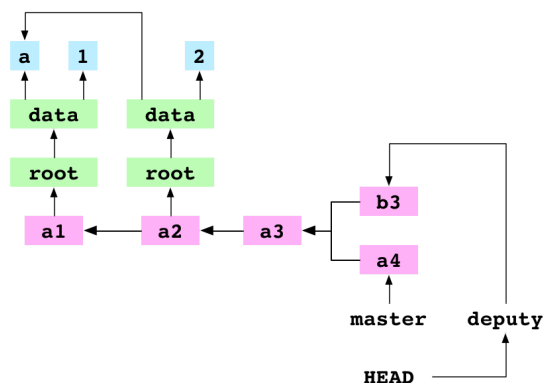 a 1 2
data data
root root
b3
a1 a2 a3
a4
master deputy
HEAD